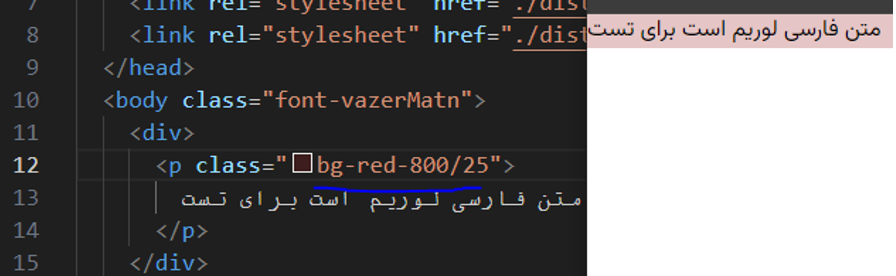 7 <link rel="stylesheet" href="./dist
8 <link rel="stylesheet" href="./dist
9 </head>
10 <body class="font-vazerMatn">
11 <div>
12 <p class="bg-red-800/25">
13 متن فارسی لوریم است برای تست
14 </p>
15 </div>
متن فارسی لوریم است برای تست